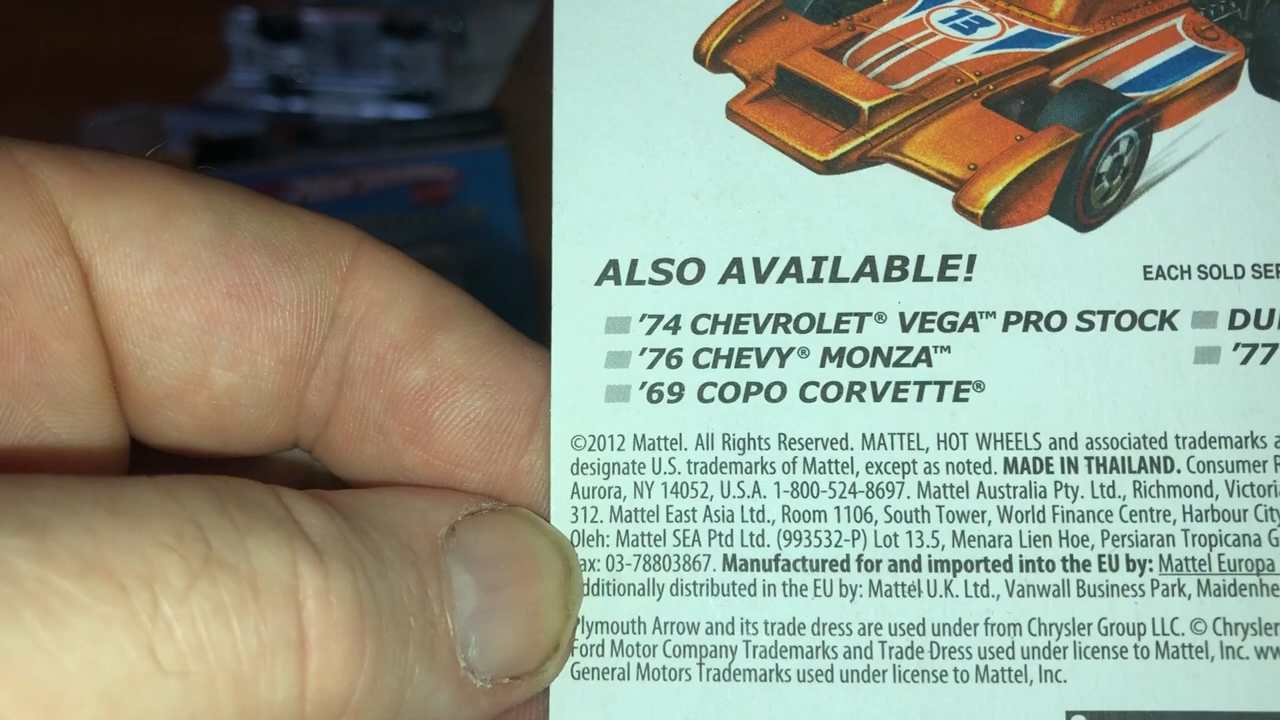 13
ALSO AVAILABLE!
EACH SOLD SE
'74 CHEVROLET® VEGA™ PRO STOCK
'76 CHEVY® MONZA™
'77
'69 COPO CORVETTE®
©2012 Mattel. All Rights Reserved. MATTEL, HOT WHEELS and associated trademarks
designate U.S. trademarks of Mattel, except as noted. MADE IN THAILAND. Consumer
Aurora, NY 14052, U.S.A. 1-800-524-8697. Mattel Australia Pty. Ltd., Richmond, Victori
312. Mattel East Asia Ltd., Room 1106, South Tower, World Finance Centre, Harbour City
Oleh: Mattel SEA Ptd Ltd. (993532-P) Lot 13.5, Menara Lien Hoe, Persiaran Tropicana G
ax: 03-78803867. Manufactured for and imported into the EU by: Mattel Europa
dditionally distributed in the EU by: Mattel U.K. Ltd., Vanwall Business Park, Maidenhe
Plymouth Arrow and its trade dress are used under from Chrysler Group LLC. © Chrysler
Ford Motor Company Trademarks and Trade Dress used under license to Mattel, Inc. ww
General Motors Trademarks used under license to Mattel, Inc.